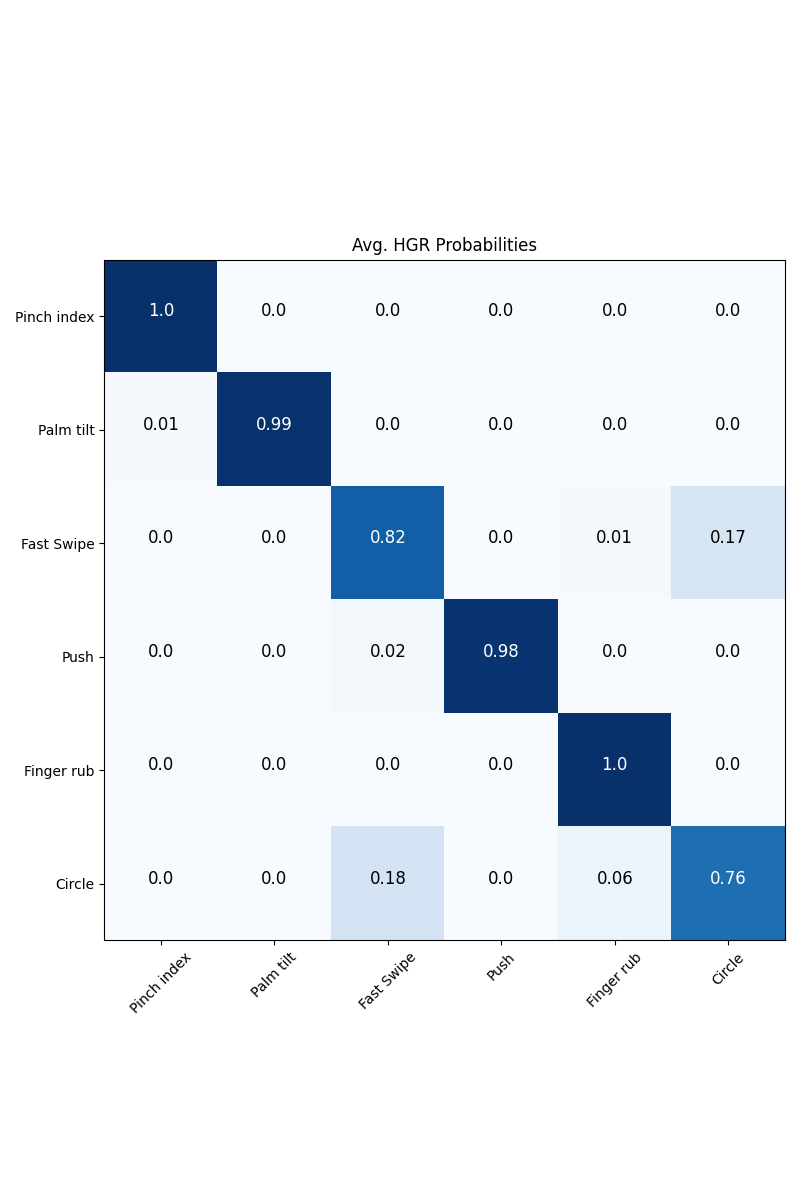 Avg. HGR Probabilities
Pinch index 1.0 0.0 0.0 0.0 0.0 0.0
Palm tilt 0.01 0.99 0.0 0.0 0.0 0.0
Fast Swipe 0.0 0.0 0.82 0.0 0.01 0.17
Push 0.0 0.0 0.02 0.98 0.0 0.0
Finger rub 0.0 0.0 0.0 0.0 1.0 0.0
Circle 0.0 0.0 0.18 0.0 0.06 0.76
Pinch index Palm tilt Fast Swipe Push Finger rub Circle